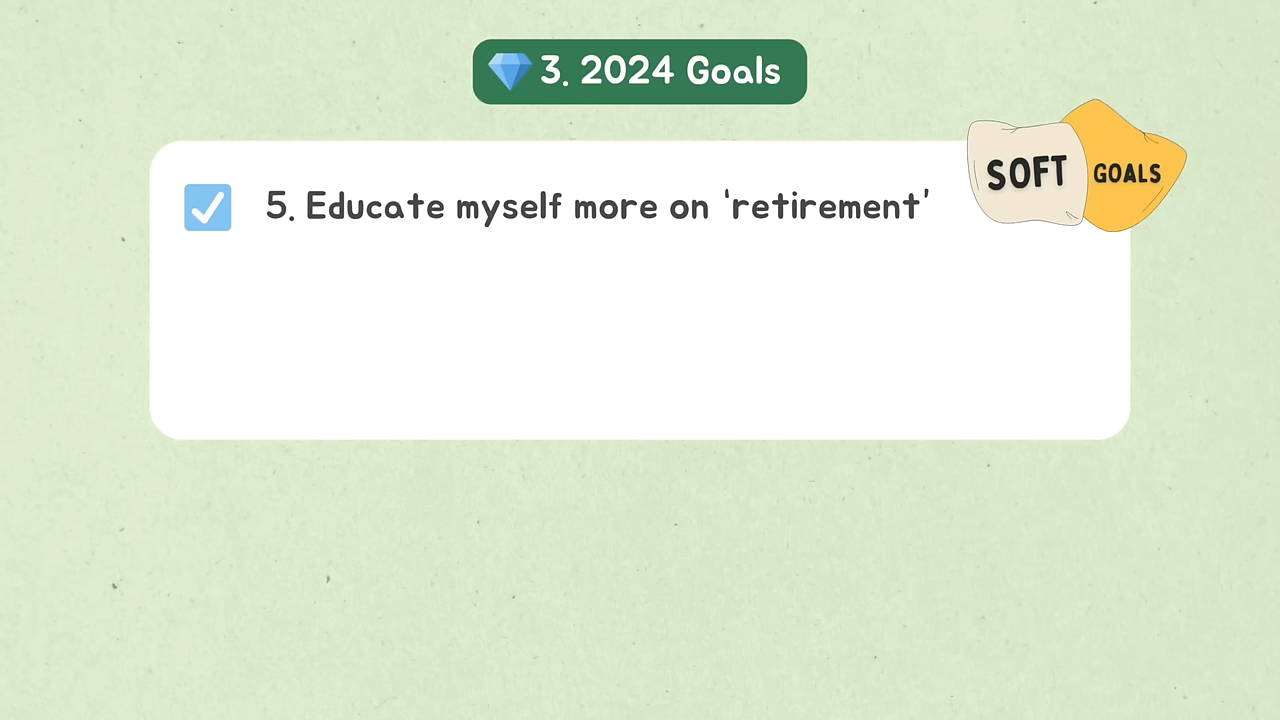 3. 2024 Goals
SOFT
GOALS
5. Educate myself more on ‘retirement’